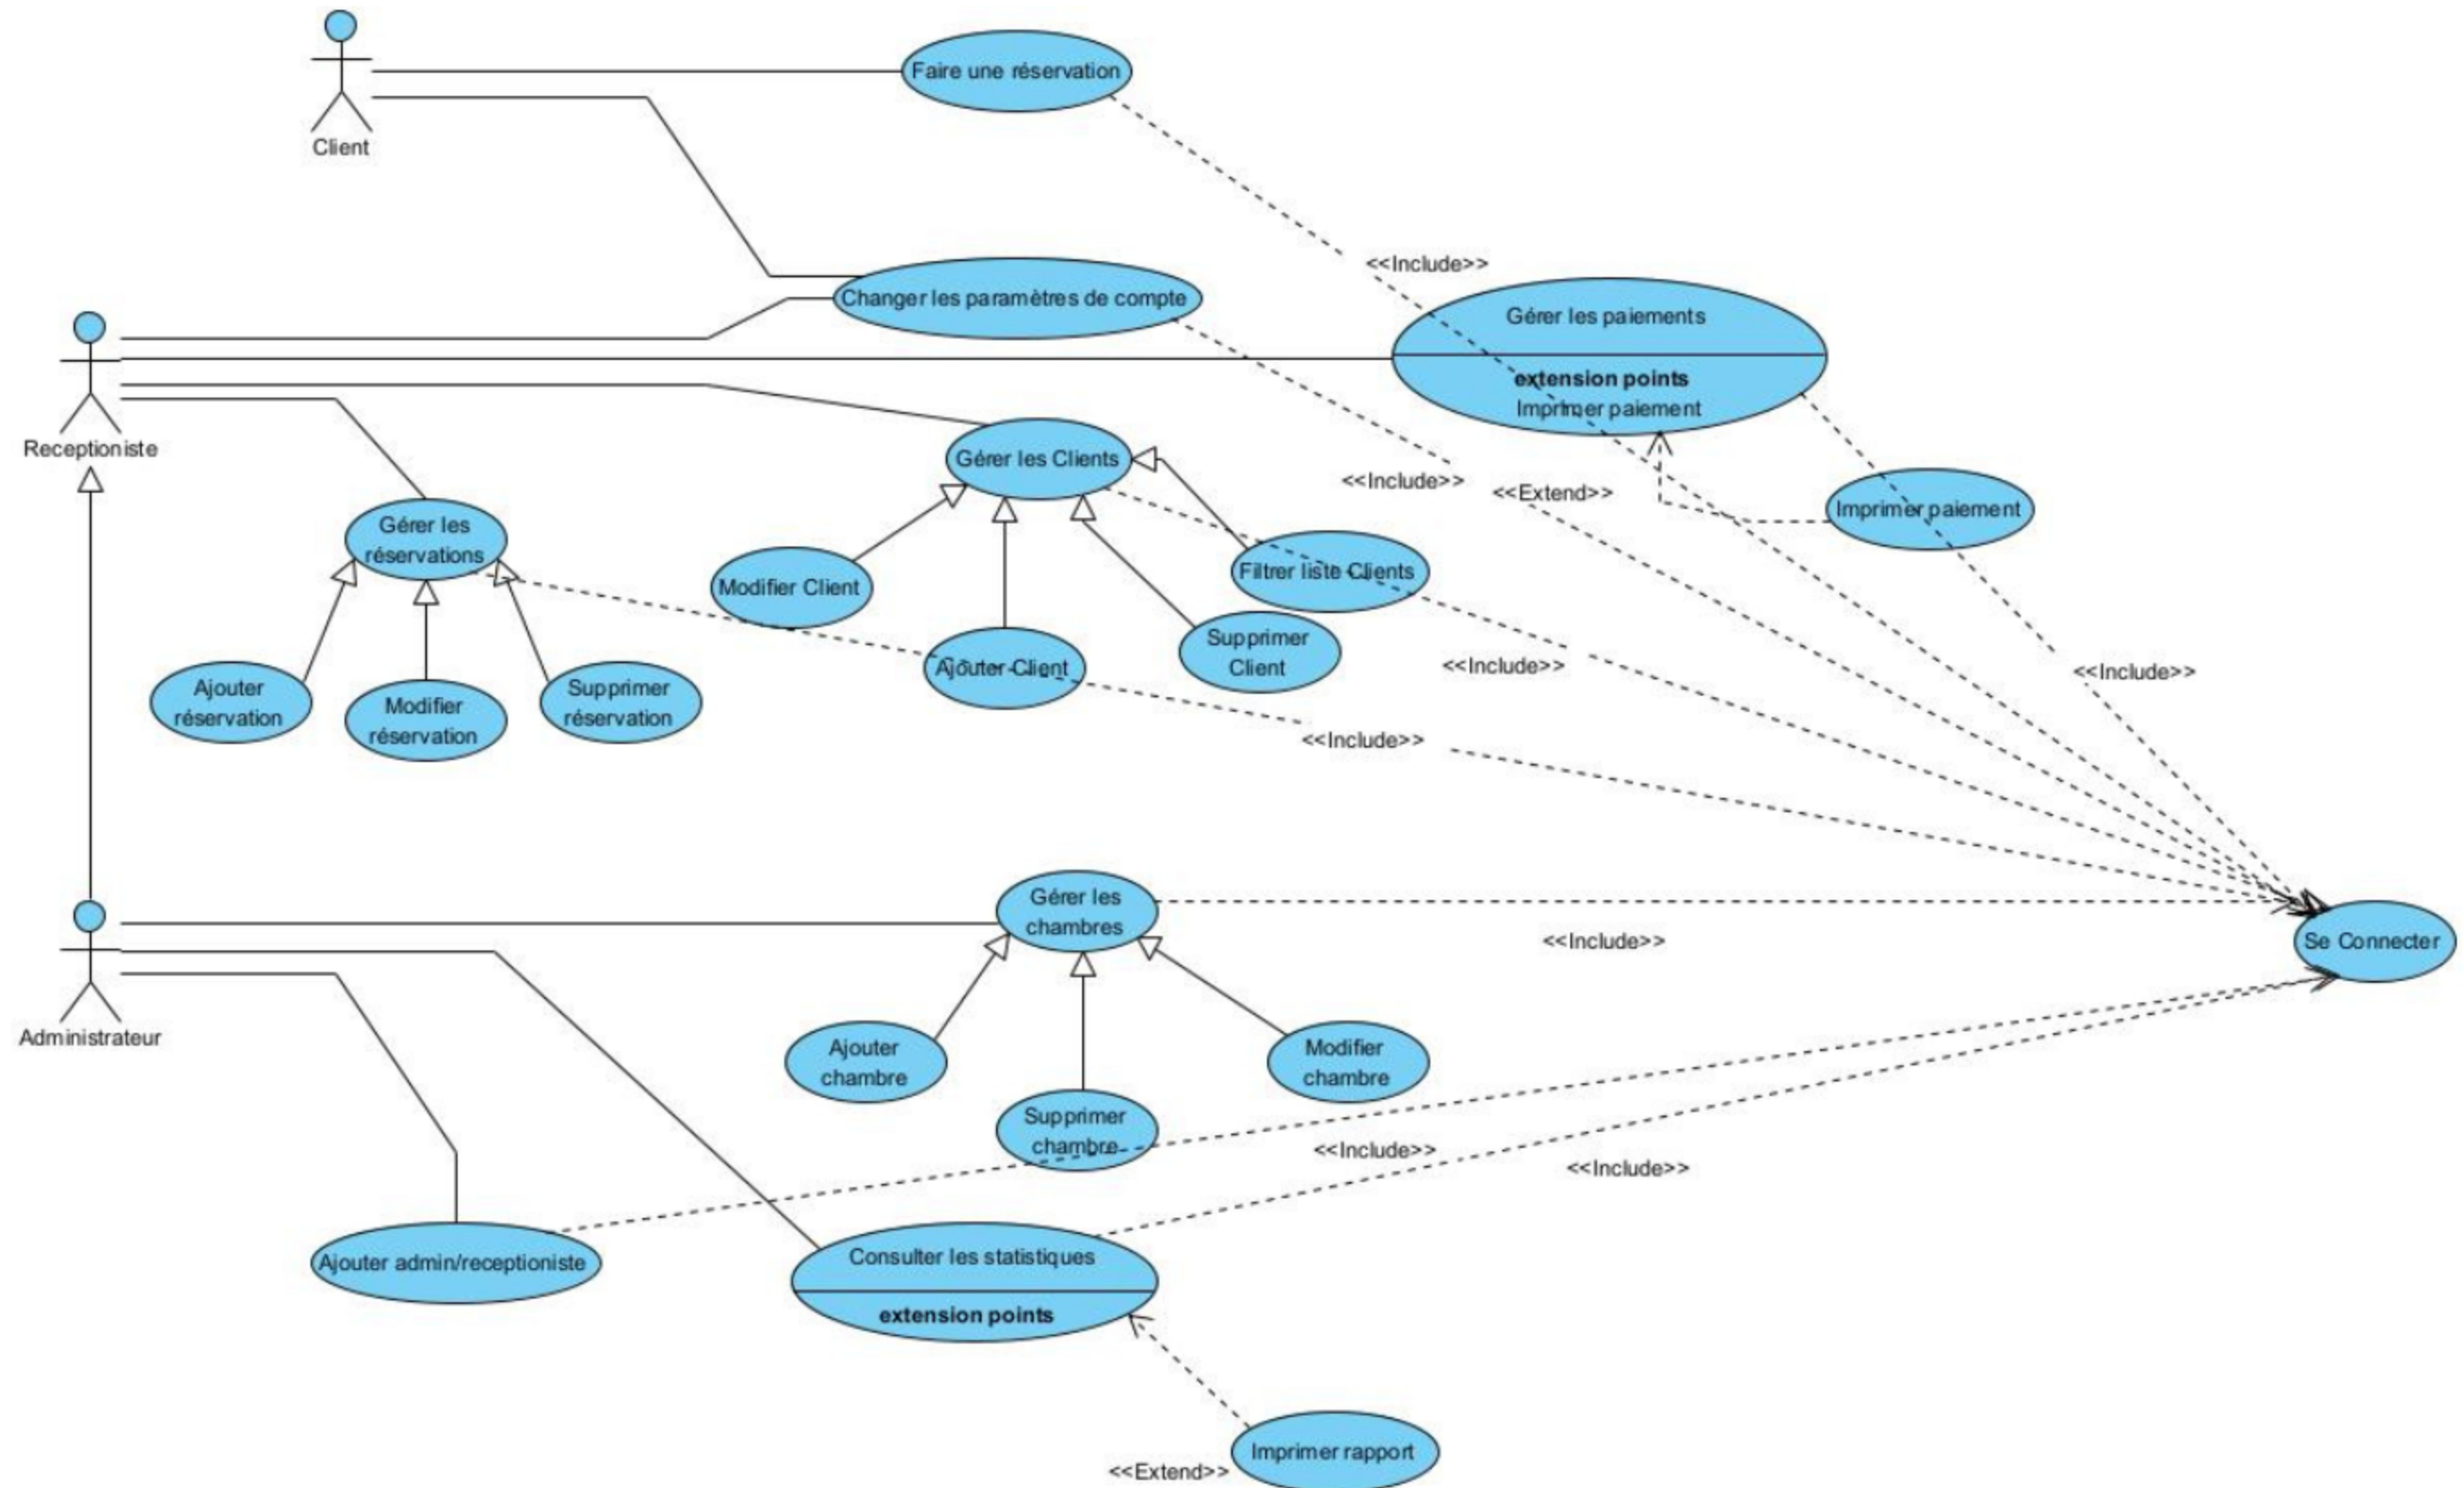 Faire une réservation
Client
<<Include>>
Changer les paramètres de compte
Gérer les paiements
extension points
Imprimer paiement
Receptioniste
Gérer les Clients
<<Include>>
<<Extend>>
Imprimer paiement
Gérer les
réservations
Modifier Client
Filtrer liste Clients
Supprimer
Client
Ajouter Client
<<Include>>
<<Include>>
Ajouter
réservation
Modifier
réservation
Supprimer
réservation
<<Include>>
Gérer les
chambres
<<Include>>
Se Connecter
Administrateur
Ajouter
chambre
Modifier
chambre
Supprimer
chambre
<<Include>>
<<Include>>
Ajouter admin/receptioniste
Consulter les statistiques
extension points
Imprimer rapport
<<Extend>>